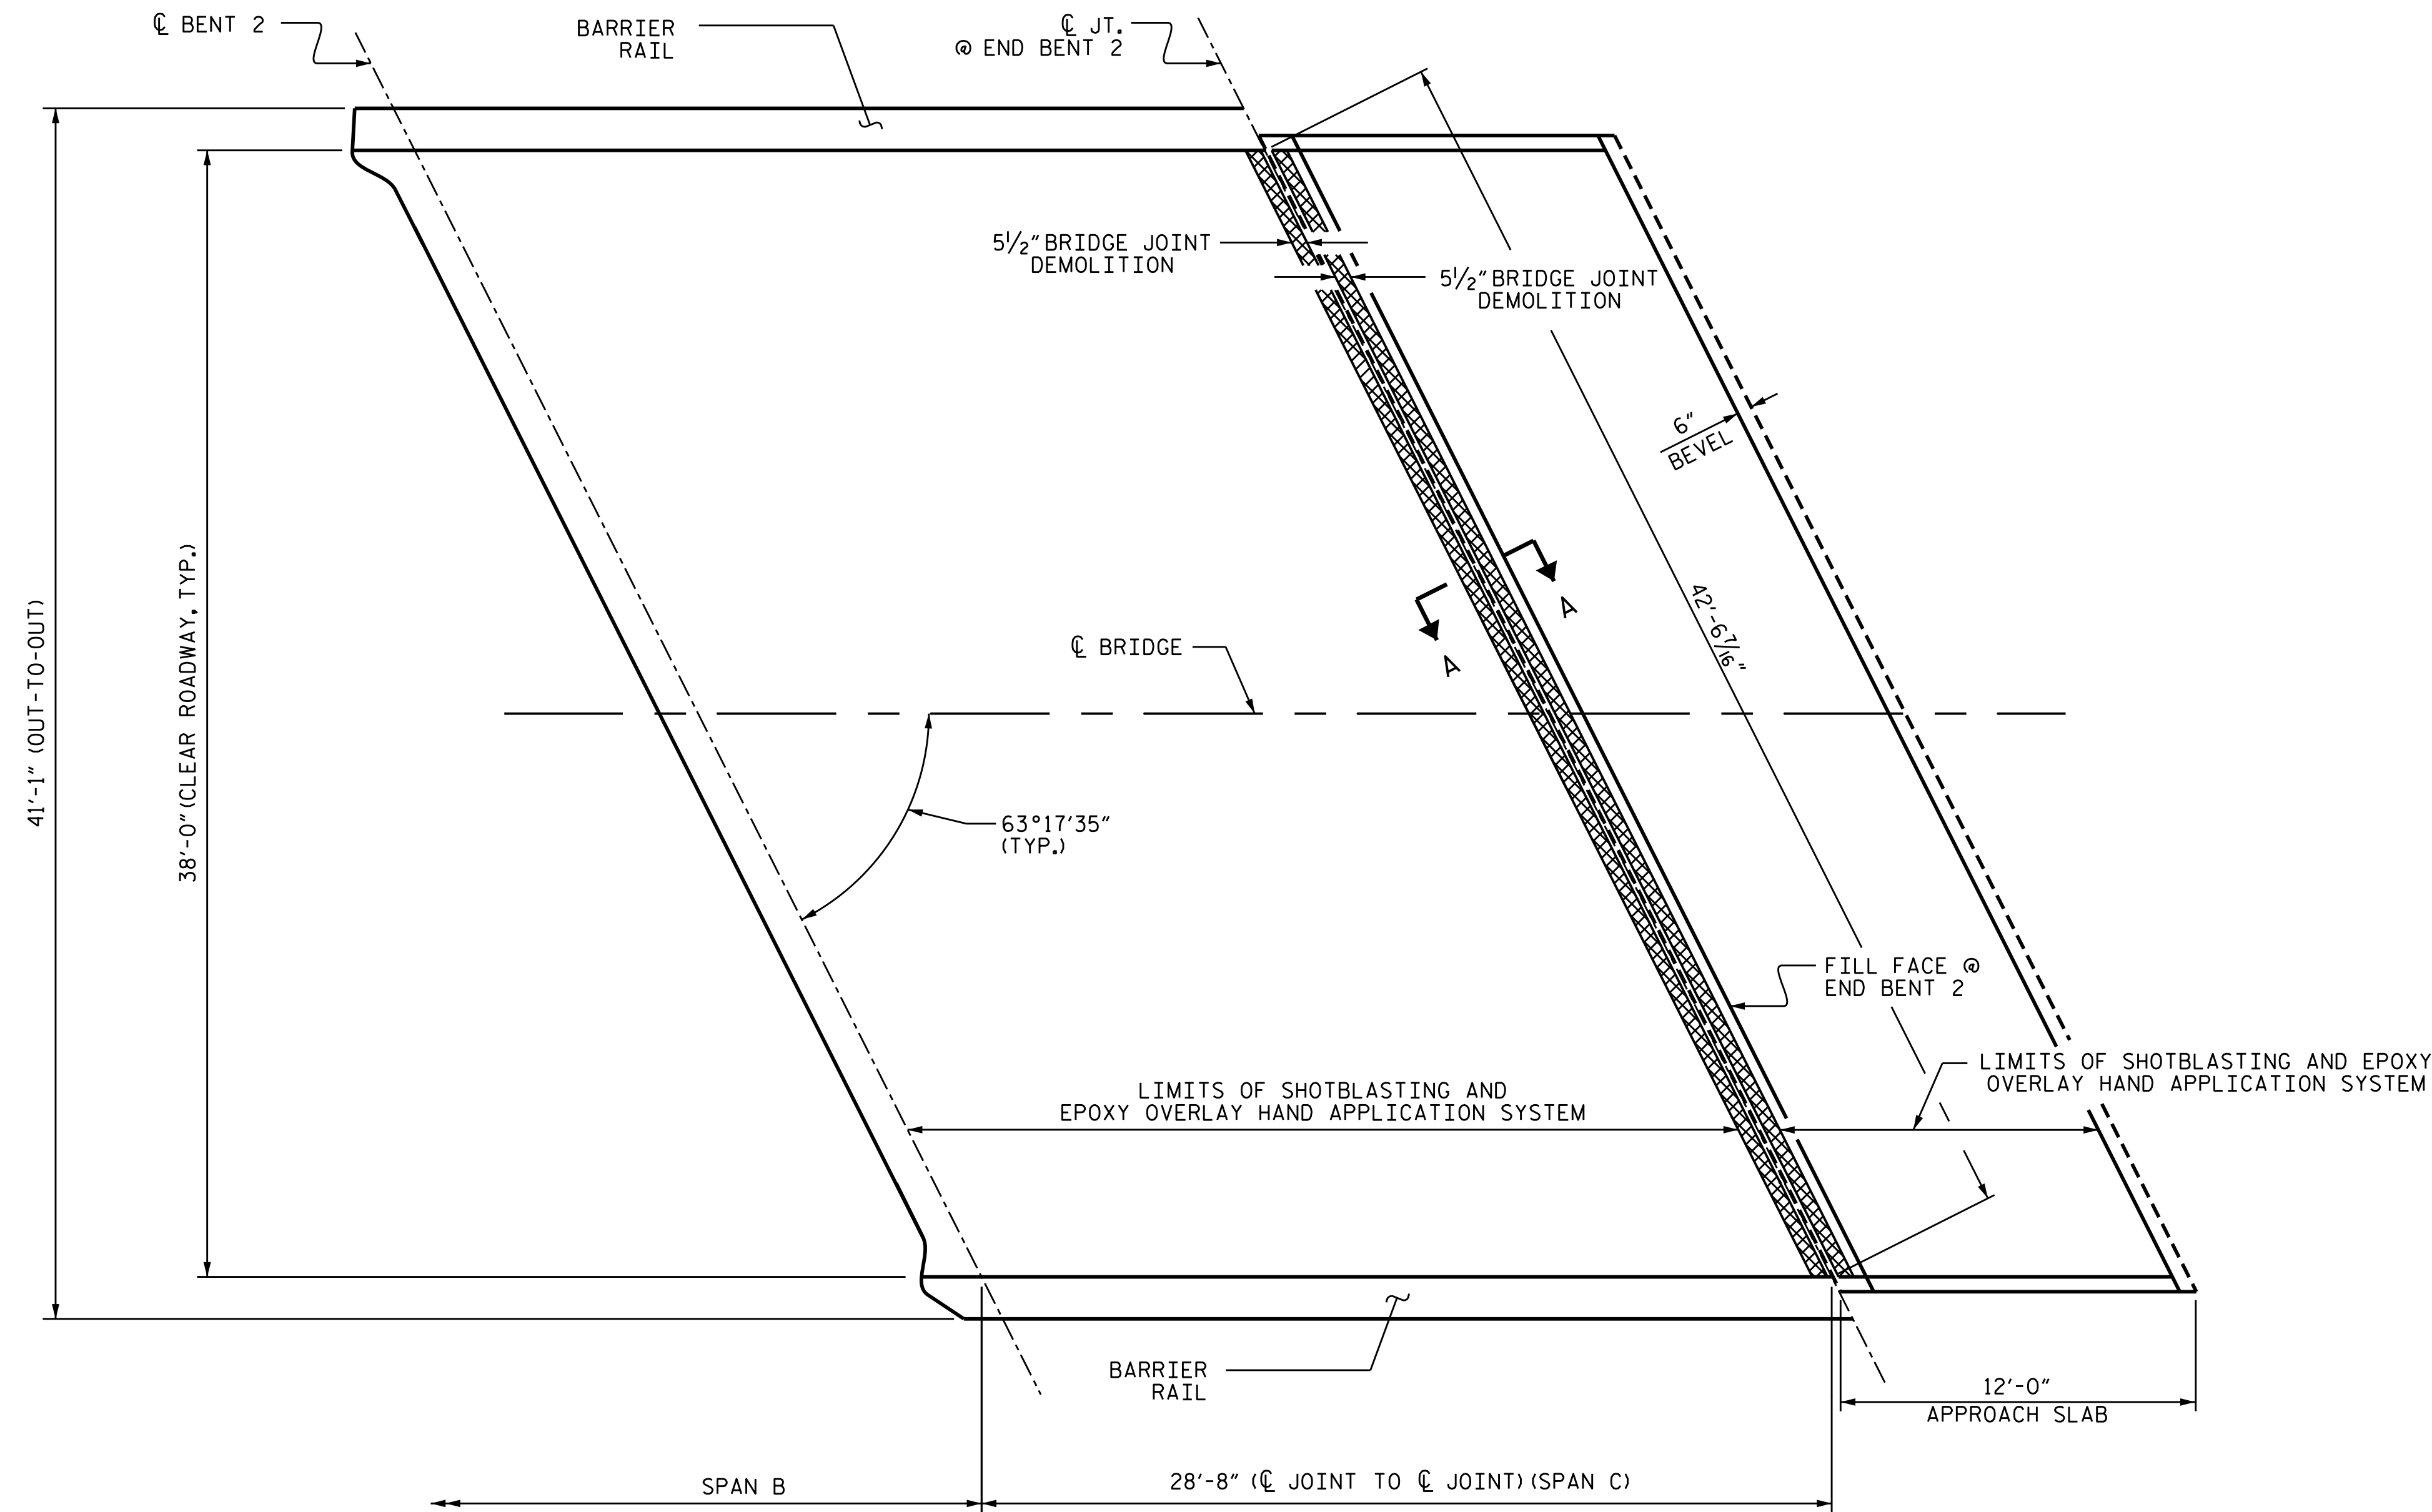 ℄ BENT 2
BARRIER
RAIL
℄ JT.
@ END BENT 2
5½" BRIDGE JOINT
DEMOLITION
5½" BRIDGE JOINT
DEMOLITION
6"
BEVEL
41'-1" (OUT-TO-OUT)
38'-0" (CLEAR ROADWAY, TYP.)
A
A
42'-6⁷⁄₁₆"
℄ BRIDGE
63°17'35"
(TYP.)
FILL FACE @
END BENT 2
LIMITS OF SHOTBLASTING AND
EPOXY OVERLAY HAND APPLICATION SYSTEM
LIMITS OF SHOTBLASTING AND EPOXY
OVERLAY HAND APPLICATION SYSTEM
BARRIER
RAIL
12'-0"
APPROACH SLAB
SPAN B
28'-8" (℄ JOINT TO ℄ JOINT) (SPAN C)